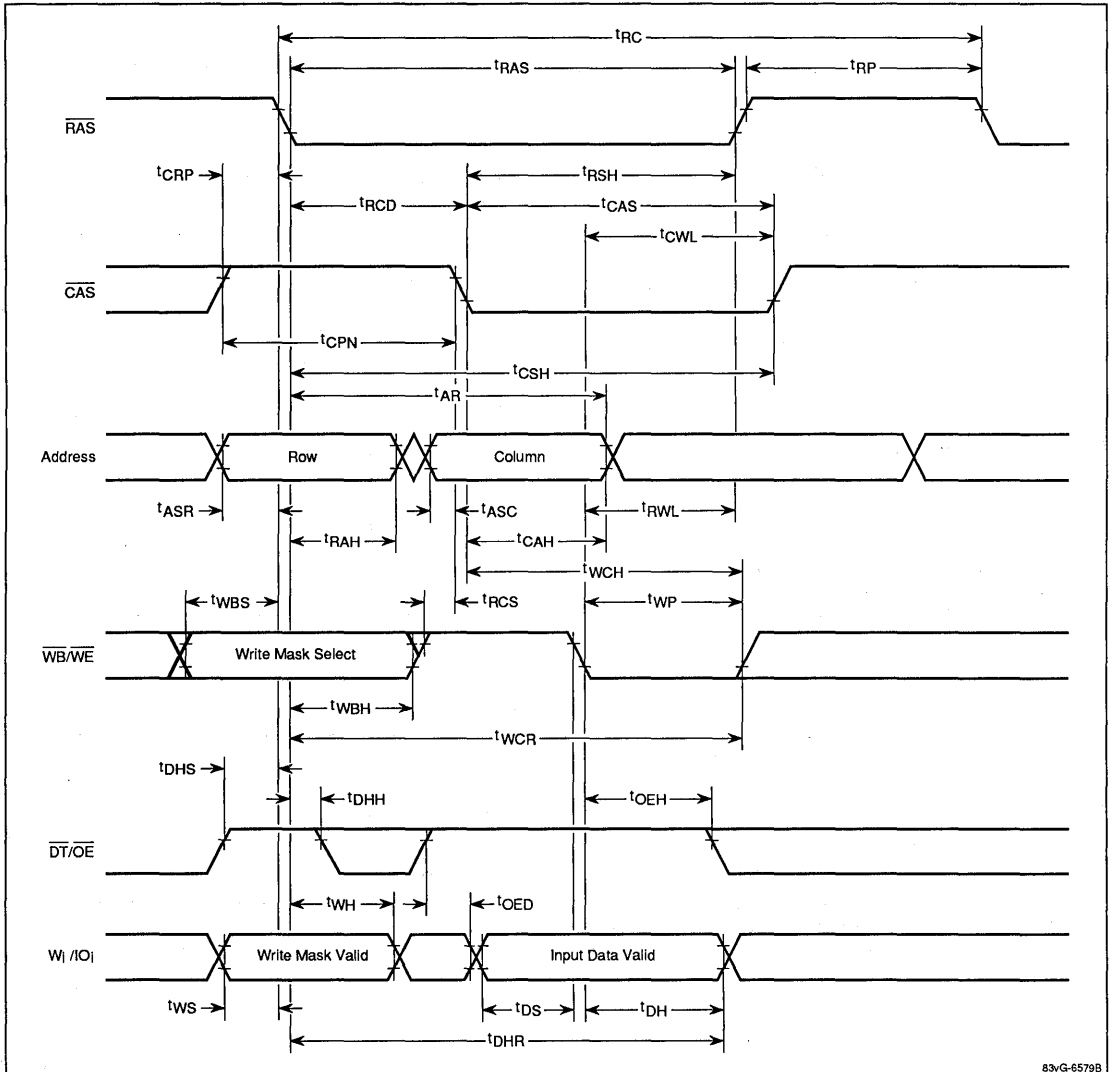 tRC
tRAS
tRP
RAS
tCRP
tRSH
tRCD
tCAS
tCWL
CAS
tCPN
tCSH
tAR
Address
Row
Column
tASR
tASC
tRWL
tRAH
tCAH
tWCH
tWBS
tRCS
tWP
WB/WE
Write Mask Select
tWBH
tWCR
tDHS
tDHH
tOEH
DT/OE
tWH
tOED
Wi /IOi
Write Mask Valid
Input Data Valid
tWS
tDS
tDH
tDHR
83vG-6579B